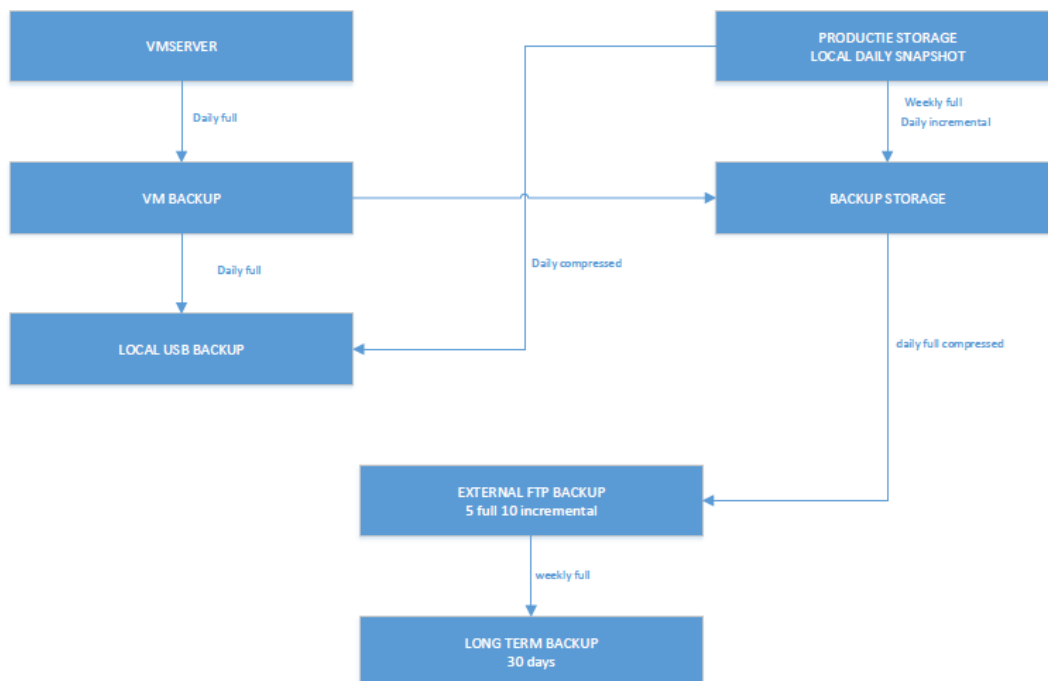 VMSERVER
PRODUCTIE STORAGE
LOCAL DAILY SNAPSHOT
Daily full
Weekly full
Daily incremental
VM BACKUP
BACKUP STORAGE
Daily full
Daily compressed
LOCAL USB BACKUP
daily full compressed
EXTERNAL FTP BACKUP
5 full 10 incremental
weekly full
LONG TERM BACKUP
30 days